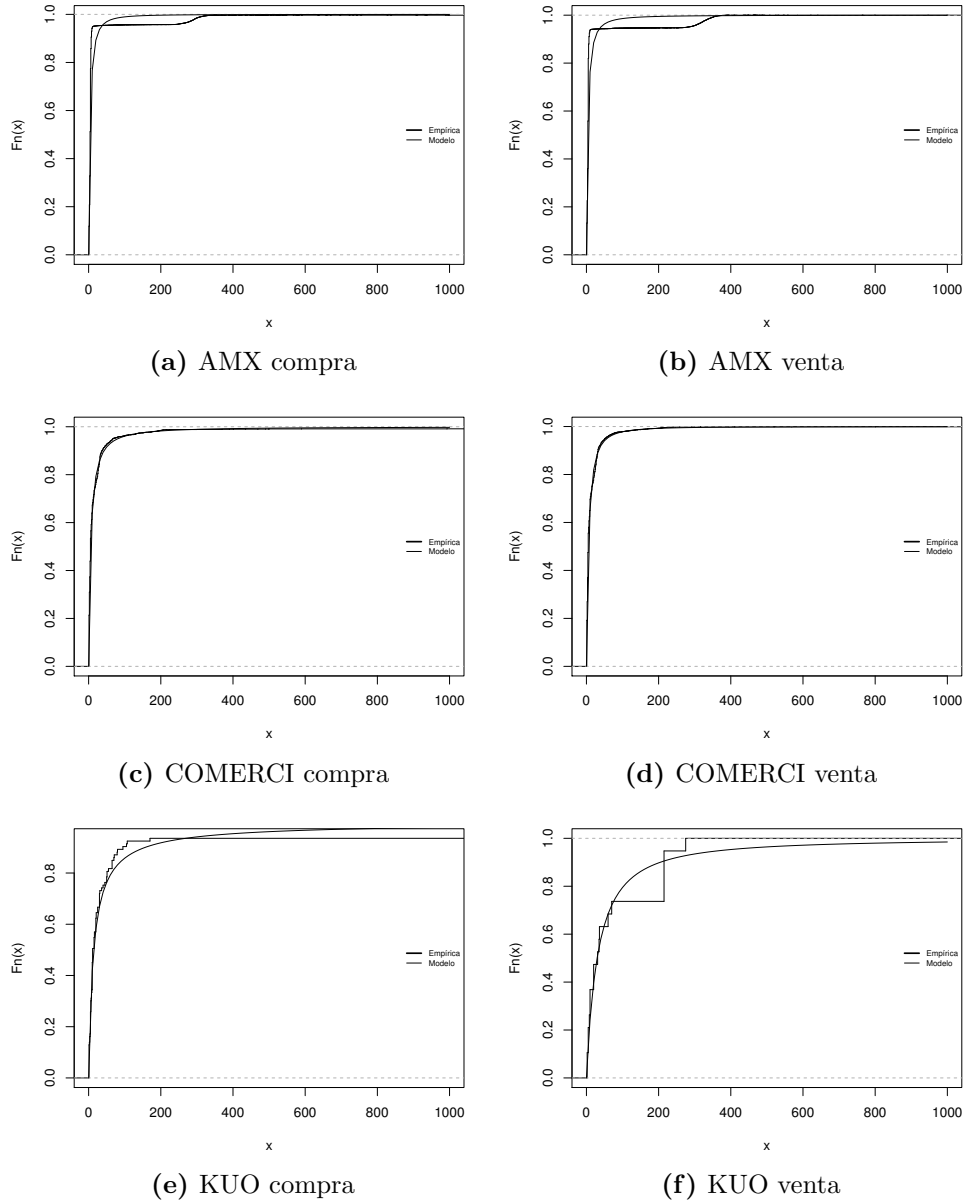 0.0 0.2 0.4 0.6 0.8 1.0
Fn(x)
Empírica
Modelo
0 200 400 600 800 1000
x
(a) AMX compra
0.0 0.2 0.4 0.6 0.8 1.0
Fn(x)
Empírica
Modelo
0 200 400 600 800 1000
x
(b) AMX venta
0.0 0.2 0.4 0.6 0.8 1.0
Fn(x)
Empírica
Modelo
0 200 400 600 800 1000
x
(c) COMERCI compra
0.0 0.2 0.4 0.6 0.8 1.0
Fn(x)
Empírica
Modelo
0 200 400 600 800 1000
x
(d) COMERCI venta
0.0 0.2 0.4 0.6 0.8
Fn(x)
Empírica
Modelo
0 200 400 600 800 1000
x
(e) KUO compra
0.0 0.2 0.4 0.6 0.8 1.0
Fn(x)
Empírica
Modelo
0 200 400 600 800 1000
x
(f) KUO venta